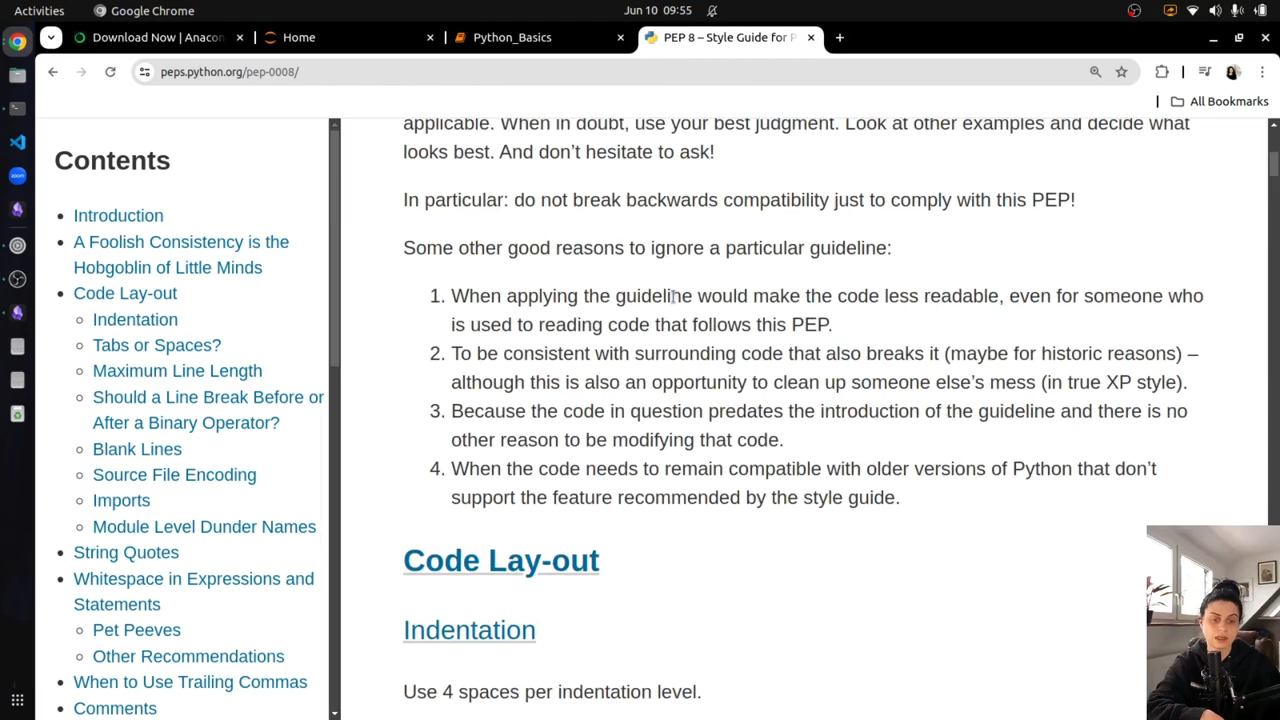 Activities
Google Chrome
Jun 10 09:55
Download Now | Anacon
Home
Python_Basics
PEP 8 – Style Guide for P
peps.python.org/pep-0008/
All Bookmarks
Contents
Introduction
A Foolish Consistency is the
Hobgoblin of Little Minds
Code Lay-out
Indentation
Tabs or Spaces?
Maximum Line Length
Should a Line Break Before or
After a Binary Operator?
Blank Lines
Source File Encoding
Imports
Module Level Dunder Names
String Quotes
Whitespace in Expressions and
Statements
Pet Peeves
Other Recommendations
When to Use Trailing Commas
Comments
applicable. When in doubt, use your best judgment. Look at other examples and decide what
looks best. And don’t hesitate to ask!
In particular: do not break backwards compatibility just to comply with this PEP!
Some other good reasons to ignore a particular guideline:
1. When applying the guideline would make the code less readable, even for someone who
is used to reading code that follows this PEP.
2. To be consistent with surrounding code that also breaks it (maybe for historic reasons) –
although this is also an opportunity to clean up someone else’s mess (in true XP style).
3. Because the code in question predates the introduction of the guideline and there is no
other reason to be modifying that code.
4. When the code needs to remain compatible with older versions of Python that don’t
support the feature recommended by the style guide.
Code Lay-out
Indentation
Use 4 spaces per indentation level.
zoom